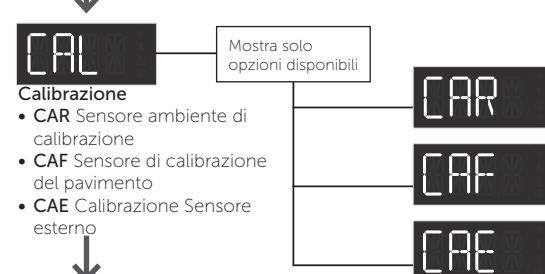 CAL
Mostra solo
opzioni disponibili
Calibrazione
• CAR Sensore ambiente di
calibrazione
• CAF Sensore di calibrazione
del pavimento
• CAE Calibrazione Sensore
esterno
CAR
CAF
CAE